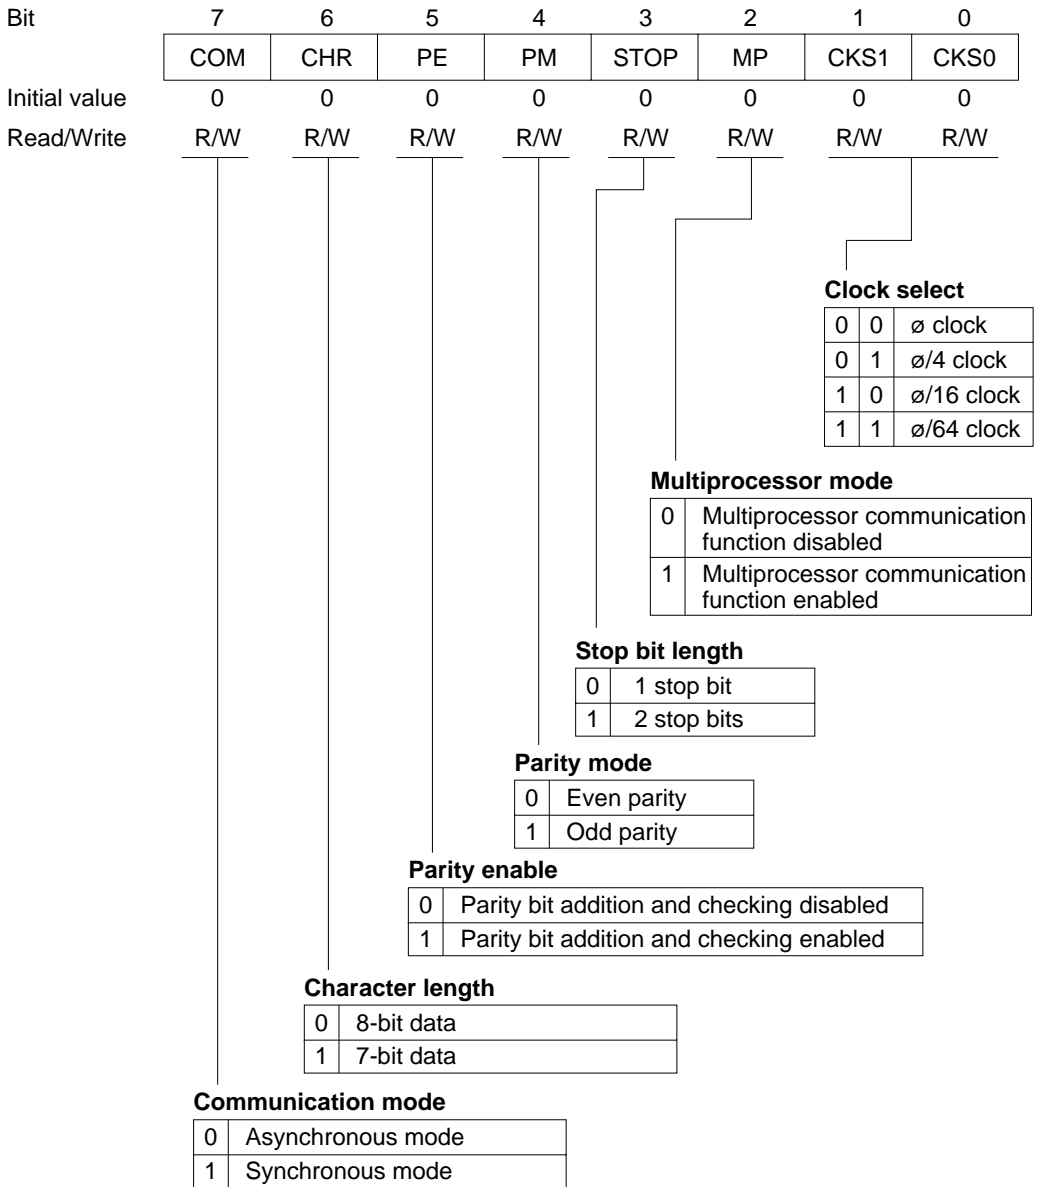 Bit 7 6 5 4 3 2 1 0
COM CHR PE PM STOP MP CKS1 CKS0
Initial value 0 0 0 0 0 0 0 0
Read/Write R/W R/W R/W R/W R/W R/W R/W R/W
Clock select
0 0 ø clock
0 1 ø/4 clock
1 0 ø/16 clock
1 1 ø/64 clock
Multiprocessor mode
0 Multiprocessor communication
function disabled
1 Multiprocessor communication
function enabled
Stop bit length
0 1 stop bit
1 2 stop bits
Parity mode
0 Even parity
1 Odd parity
Parity enable
0 Parity bit addition and checking disabled
1 Parity bit addition and checking enabled
Character length
0 8-bit data
1 7-bit data
Communication mode
0 Asynchronous mode
1 Synchronous mode